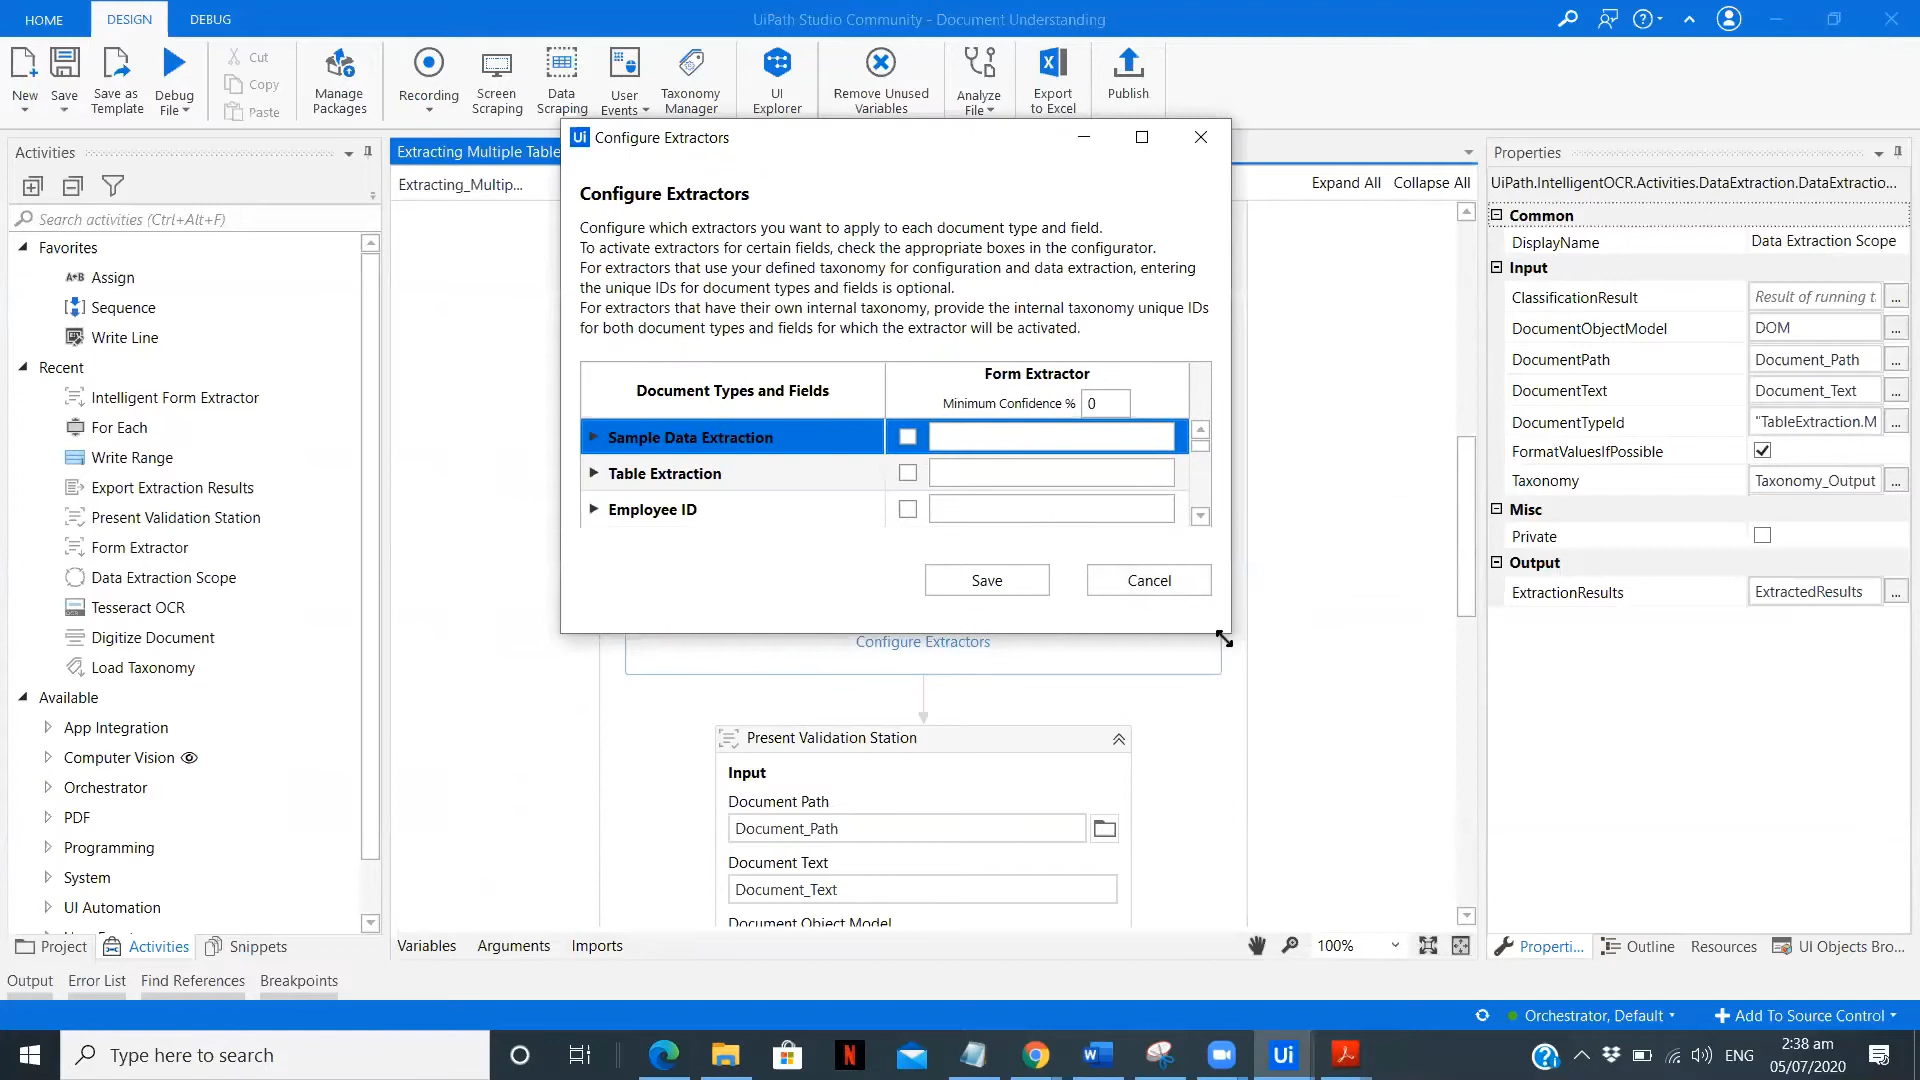 HOME
DESIGN
DEBUG
UiPath Studio Community - Document Understanding
New
Save
Save as Template
Debug File
Cut
Copy
Paste
Manage Packages
Recording
Screen Scraping
Data Scraping
User Events
Taxonomy Manager
UI Explorer
Remove Unused Variables
Analyze File
Export to Excel
Publish
Activities
Search activities (Ctrl+Alt+F)
Favorites
A*B Assign
Sequence
Write Line
Recent
Intelligent Form Extractor
For Each
Write Range
Export Extraction Results
Present Validation Station
Form Extractor
Data Extraction Scope
Tesseract OCR
Digitize Document
Load Taxonomy
Available
App Integration
Computer Vision
Orchestrator
PDF
Programming
System
UI Automation
Project
Activities
Snippets
Extracting Multiple Table
Extracting_Multip...
Expand All
Collapse All
Ui Configure Extractors
Configure Extractors
Configure which extractors you want to apply to each document type and field.
To activate extractors for certain fields, check the appropriate boxes in the configurator.
For extractors that use your defined taxonomy for configuration and data extraction, entering
the unique IDs for document types and fields is optional.
For extractors that have their own internal taxonomy, provide the internal taxonomy unique IDs
for both document types and fields for which the extractor will be activated.
Document Types and Fields
Form Extractor
Minimum Confidence % 0
Sample Data Extraction
Table Extraction
Employee ID
Save
Cancel
Configure Extractors
Present Validation Station
Input
Document Path
Document_Path
Document Text
Document_Text
Document Object Model
Variables
Arguments
Imports
100%
Properties
UiPath.IntelligentOCR.Activities.DataExtraction.DataExtractio...
Common
DisplayName Data Extraction Scope
Input
ClassificationResult Result of running t. ...
DocumentObjectModel DOM ...
DocumentPath Document_Path ...
DocumentText Document_Text ...
DocumentTypeId "TableExtraction.M ...
FormatValuesIfPossible
Taxonomy Taxonomy_Output ...
Misc
Private
Output
ExtractionResults ExtractedResults ...
Properti...
Outline
Resources
UI Objects Bro...
Output
Error List
Find References
Breakpoints
Orchestrator, Default
Add To Source Control
Type here to search
N
W
Ui
ENG
2:38 am
05/07/2020